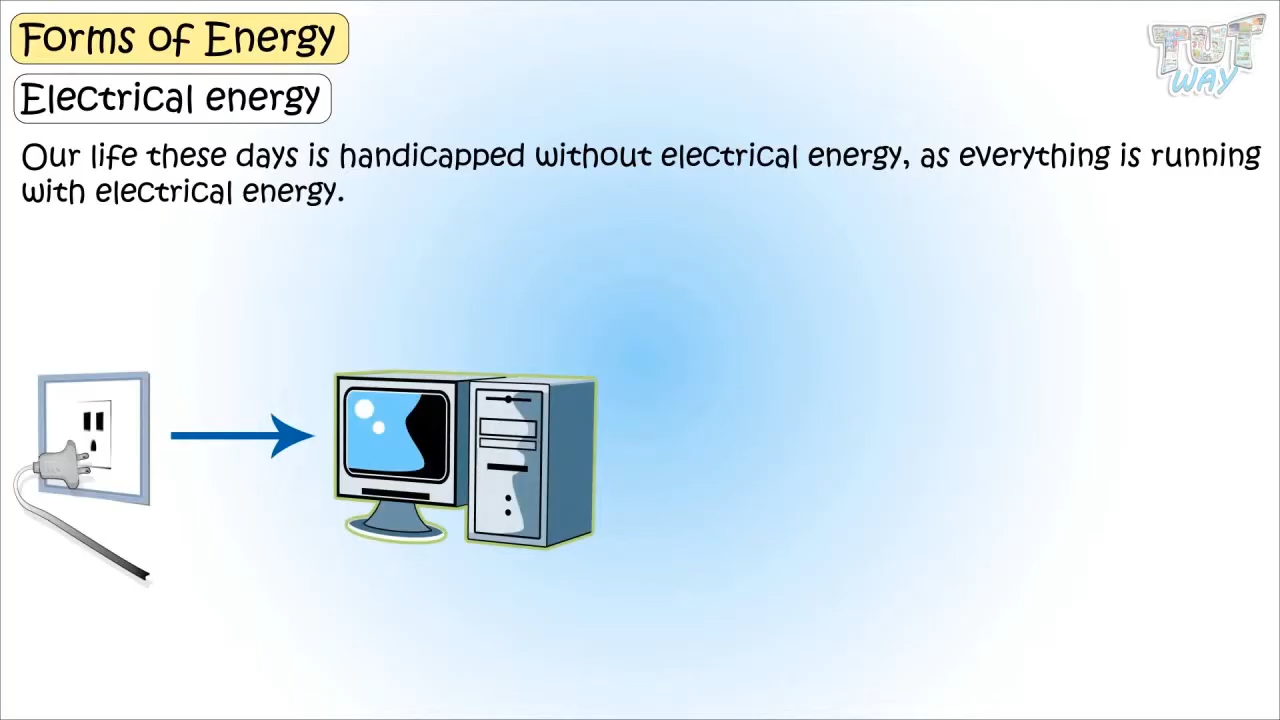 Forms of Energy
TUT
WAY
Electrical energy
Our life these days is handicapped without electrical energy, as everything is running
with electrical energy.